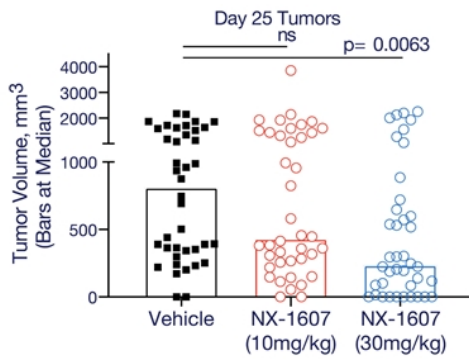 Day 25 Tumors
ns
p= 0.0063
Tumor Volume, mm³
(Bars at Median)
4000
2000
1000
500
0
Vehicle
NX-1607
(10mg/kg)
NX-1607
(30mg/kg)